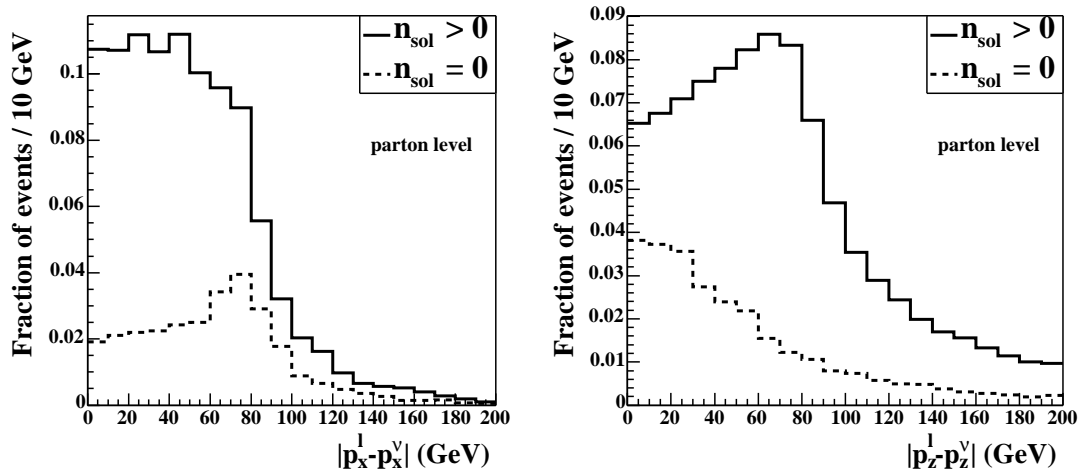 Fraction of events / 10 GeV
0.1
0.08
0.06
0.04
0.02
0
n_sol > 0
n_sol = 0
parton level
0 20 40 60 80 100 120 140 160 180 200
|p_x^l-p_x^ν| (GeV)
Fraction of events / 10 GeV
0.09
0.08
0.07
0.06
0.05
0.04
0.03
0.02
0.01
0
n_sol > 0
n_sol = 0
parton level
0 20 40 60 80 100 120 140 160 180 200
|p_z^l-p_z^ν| (GeV)